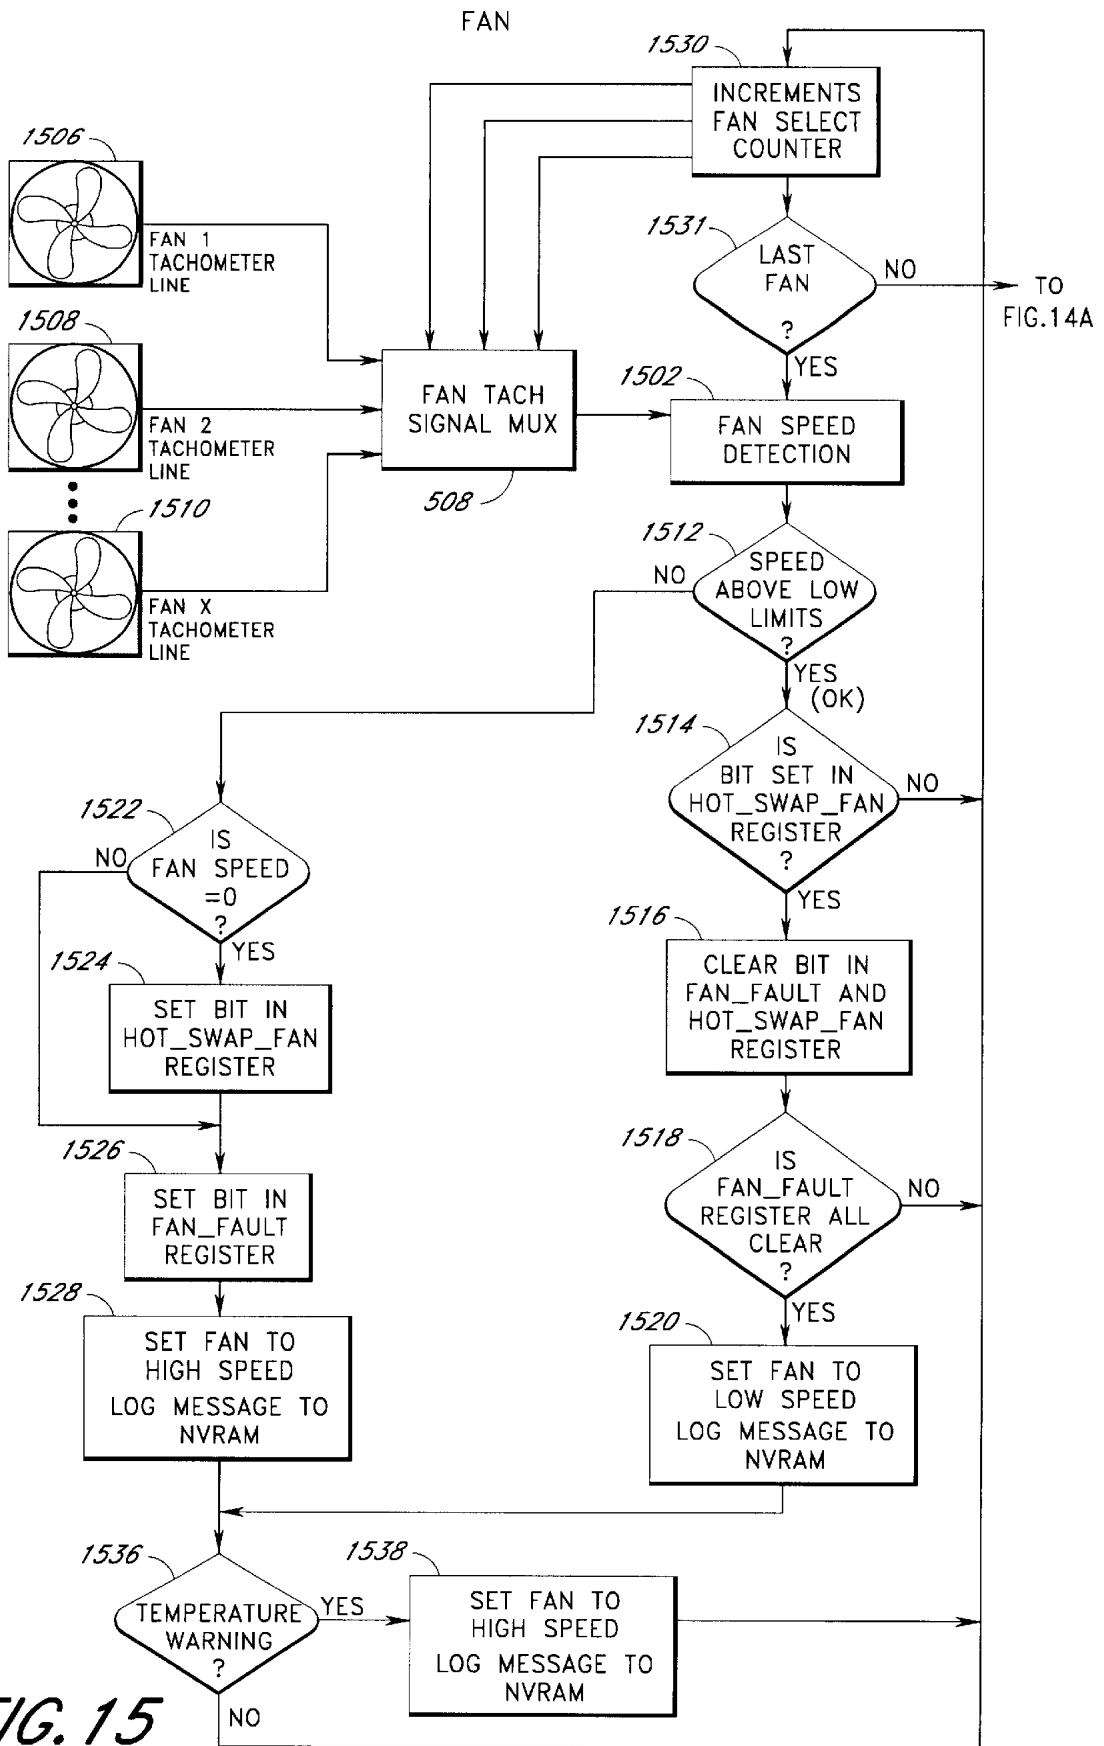 FAN
1530
INCREMENTS
FAN SELECT
COUNTER
1506
FAN 1
TACHOMETER
LINE
1531
LAST
FAN
?
NO
TO
FIG.14A
YES
1508
FAN 2
TACHOMETER
LINE
FAN TACH
SIGNAL MUX
508
1502
FAN SPEED
DETECTION
1510
FAN X
TACHOMETER
LINE
1512
SPEED
ABOVE LOW
LIMITS
?
NO
YES
(OK)
1514
IS
BIT SET IN
HOT_SWAP_FAN
REGISTER
?
NO
YES
1522
IS
FAN SPEED
=0
?
NO
YES
1516
CLEAR BIT IN
FAN_FAULT AND
HOT_SWAP_FAN
REGISTER
1524
SET BIT IN
HOT_SWAP_FAN
REGISTER
1518
IS
FAN_FAULT
REGISTER ALL
CLEAR
?
NO
YES
1526
SET BIT IN
FAN_FAULT
REGISTER
1528
SET FAN TO
HIGH SPEED
LOG MESSAGE TO
NVRAM
1520
SET FAN TO
LOW SPEED
LOG MESSAGE TO
NVRAM
1536
TEMPERATURE
WARNING
?
YES
NO
1538
SET FAN TO
HIGH SPEED
LOG MESSAGE TO
NVRAM
FIG. 15